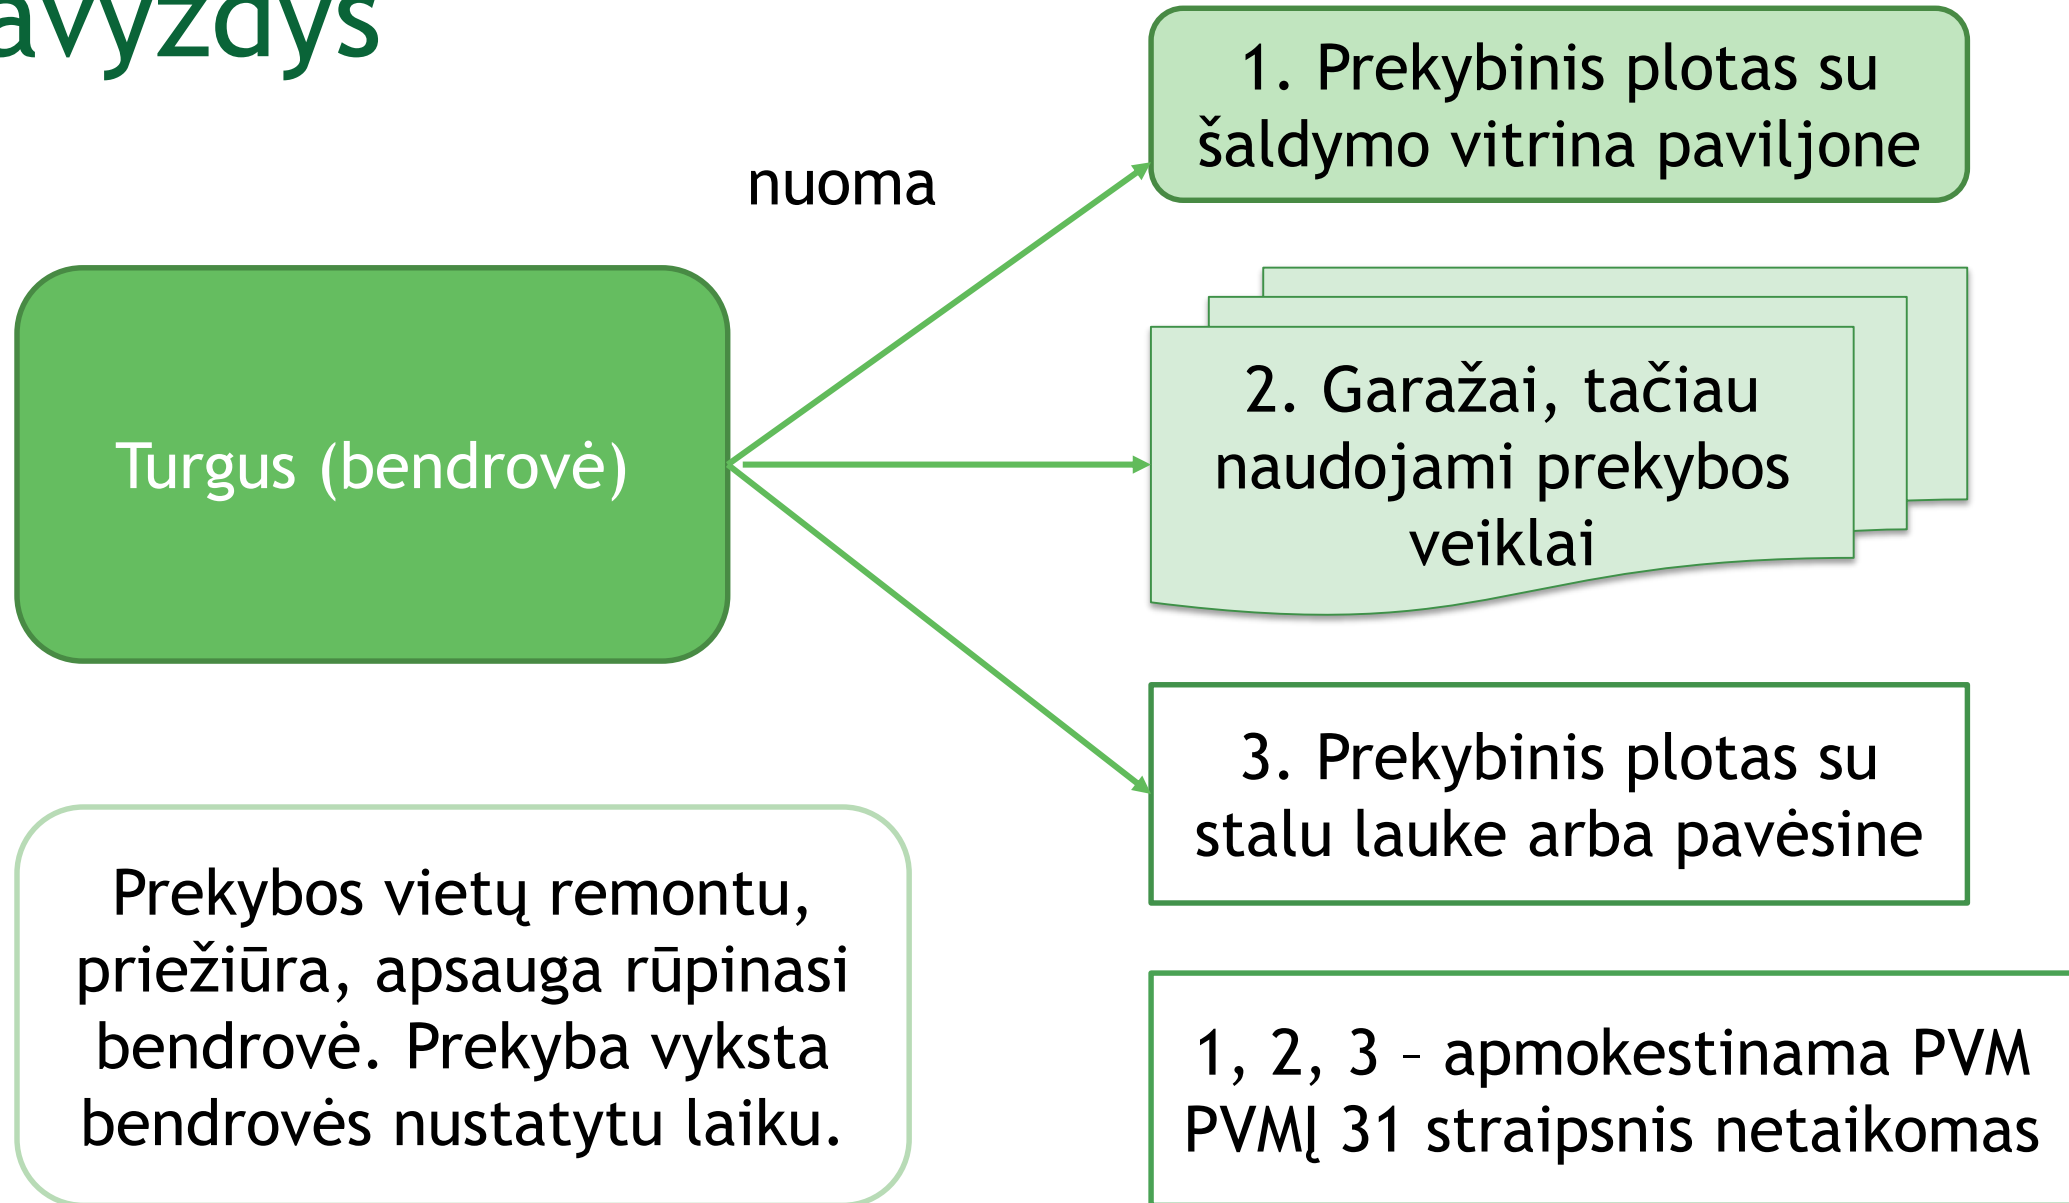 avyzdys
nuoma
1. Prekybinis plotas su
šaldymo vitrina paviljone
Turgus (bendrovė)
2. Garažai, tačiau
naudojami prekybos
veiklai
3. Prekybinis plotas su
stalu lauke arba pavėsine
Prekybos vietų remontu,
priežiūra, apsauga rūpinasi
bendrovė. Prekyba vyksta
bendrovės nustatytu laiku.
1, 2, 3 – apmokestinama PVM
PVMĮ 31 straipsnis netaikomas